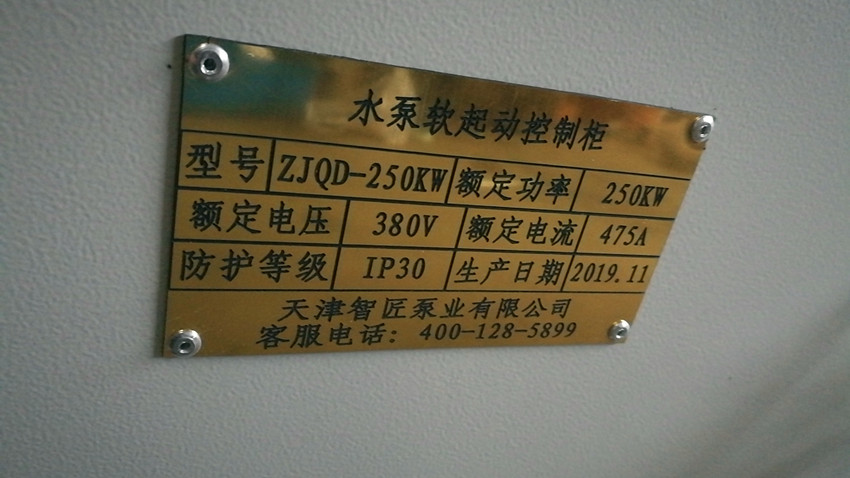 水泵软起动控制柜
型号 ZJQD-250KW 额定功率 250KW
额定电压 380V 额定电流 475A
防护等级 IP30 生产日期 2019.11
天津智匠泵业有限公司
客服电话：400-128-5899